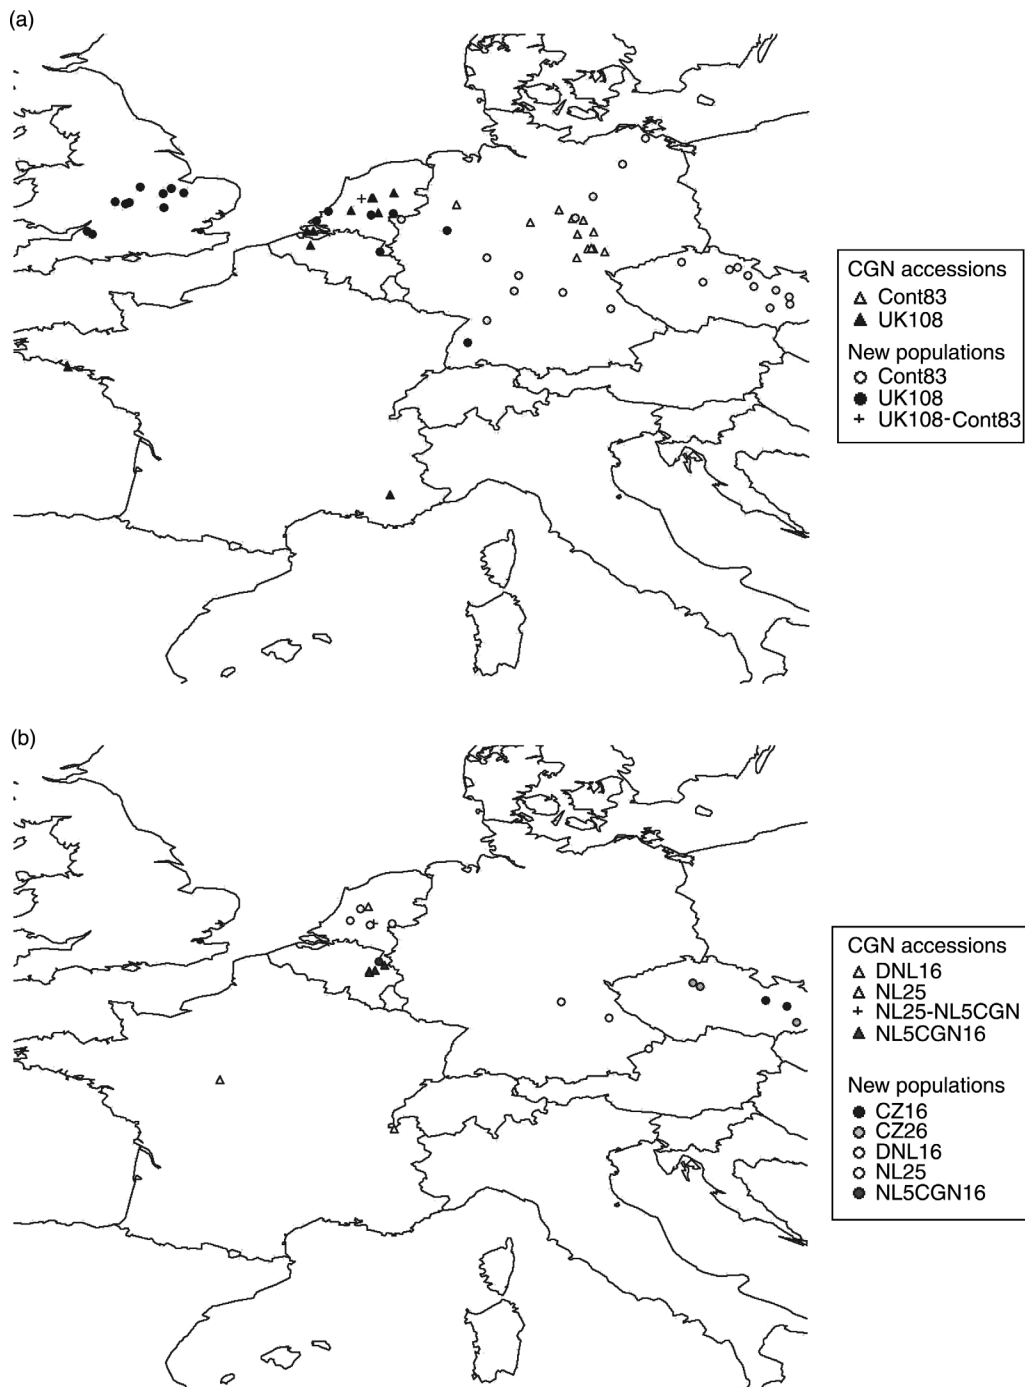 (a)
CGN accessions
Cont83
UK108
New populations
Cont83
UK108
UK108-Cont83
(b)
CGN accessions
DNL16
NL25
NL25-NL5CGN
NL5CGN16
New populations
CZ16
CZ26
DNL16
NL25
NL5CGN16